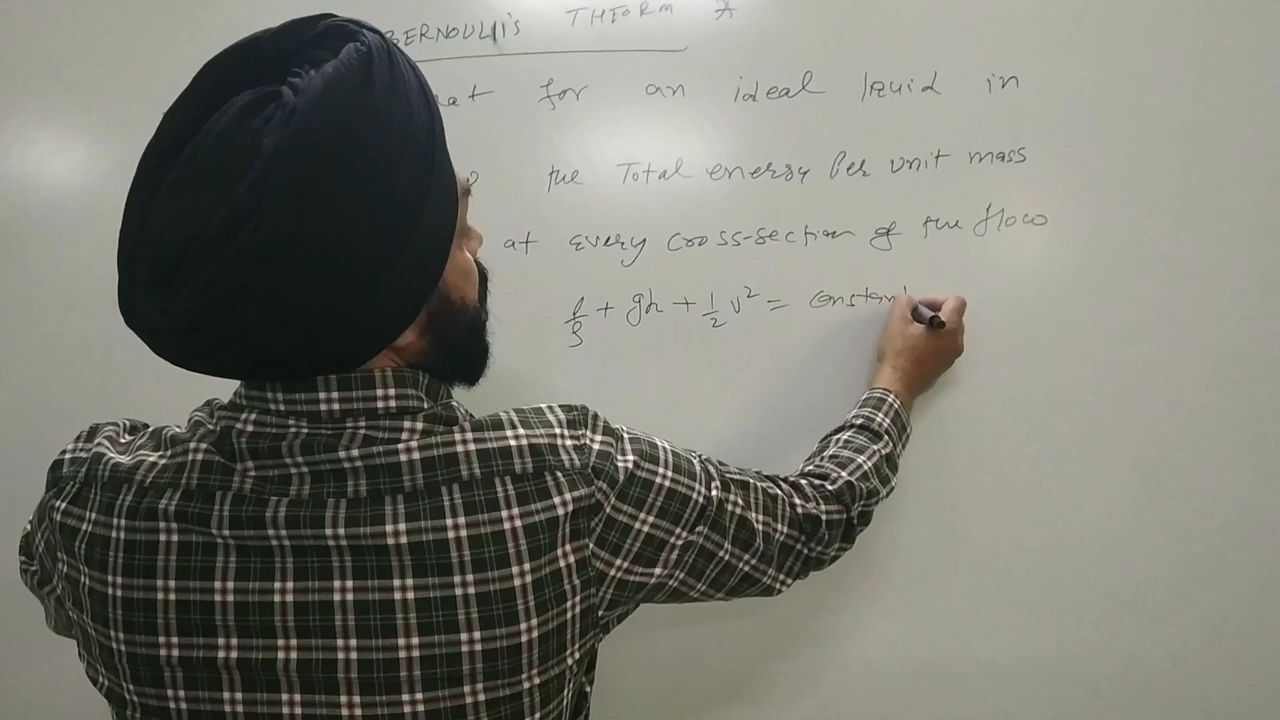 BERNOULLI'S THEORM
for an ideal liquid in
the Total energy Per unit mass
at every cross-section of the flow
P/ρ + gh + 1/2 v² = constant